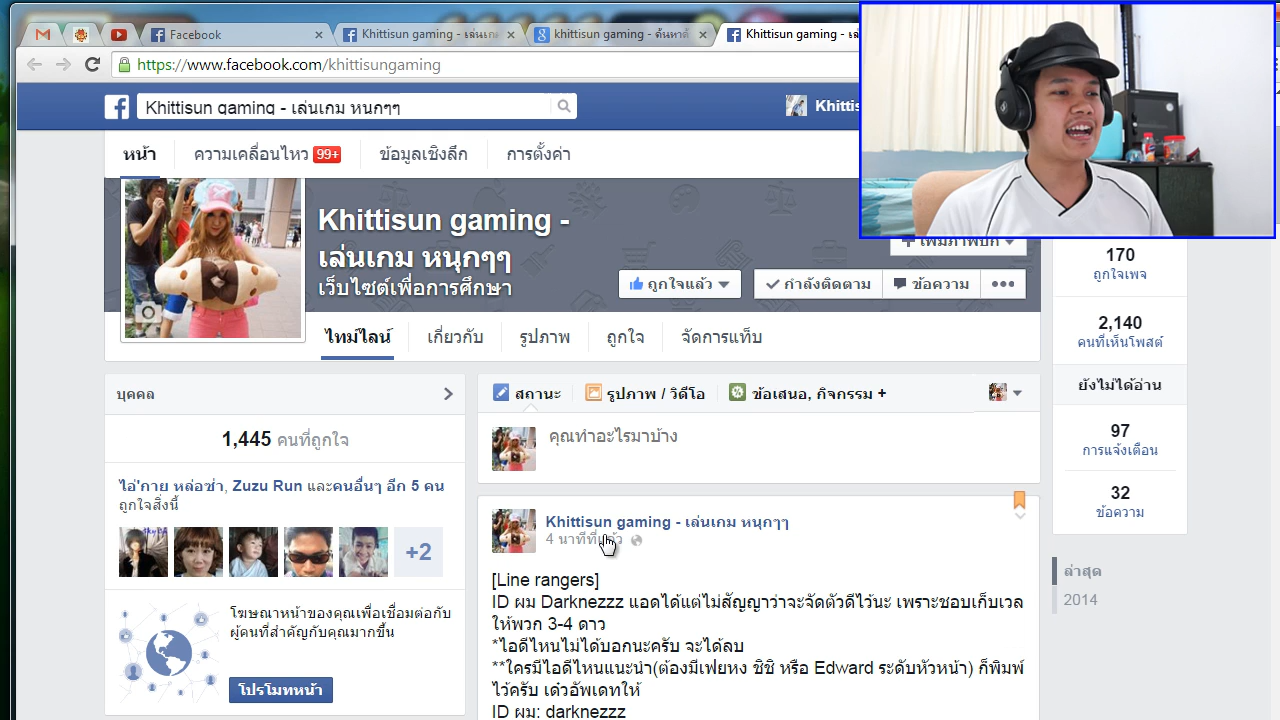 Facebook
Khittisun gaming - เล่นเก
khittisun gaming - ค้นหาด้
Khittisun gaming - เล่
https://www.facebook.com/khittisungaming
Khittisun gaming - เล่นเกม หนุกๆๆ
Khittis
หน้า
ความเคลื่อนไหว 99+
ข้อมูลเชิงลึก
การตั้งค่า
Khittisun gaming -
เล่นเกม หนุกๆๆ
เว็บไซต์เพื่อการศึกษา
ถูกใจแล้ว
กำลังติดตาม
ข้อความ
ไทม์ไลน์
เกี่ยวกับ
รูปภาพ
ถูกใจ
จัดการแท็บ
170
ถูกใจเพจ
2,140
คนที่เห็นโพสต์
ยังไม่ได้อ่าน
97
การแจ้งเตือน
32
ข้อความ
ล่าสุด
2014
บุคคล
1,445 คนที่ถูกใจ
ไอ่'กาย หล่อซ่า, Zuzu Run และคนอื่นๆ อีก 5 คน
ถูกใจสิ่งนี้
+2
โฆษณาหน้าของคุณเพื่อเชื่อมต่อกับ
ผู้คนที่สำคัญกับคุณมากขึ้น
โปรโมทหน้า
สถานะ
รูปภาพ / วิดีโอ
ข้อเสนอ, กิจกรรม +
คุณทำอะไรมาบ้าง
Khittisun gaming - เล่นเกม หนุกๆๆ
4 นาทีที่แล้ว
[Line rangers]
ID ผม Darknezzz แอดได้แต่ไม่สัญญาว่าจะจัดตัวดีไว้นะ เพราะชอบเก็บเวล
ให้พวก 3-4 ดาว
*ไอดีไหนไม่ได้บอกนะครับ จะได้ลบ
**ใครมีไอดีไหนแนะนำ(ต้องมีเฟยหง ชิชิ หรือ Edward ระดับหัวหน้า) ก็พิมพ์
ไว้ครับ เด๋วอัพเดทให้
ID ผม: darknezzz